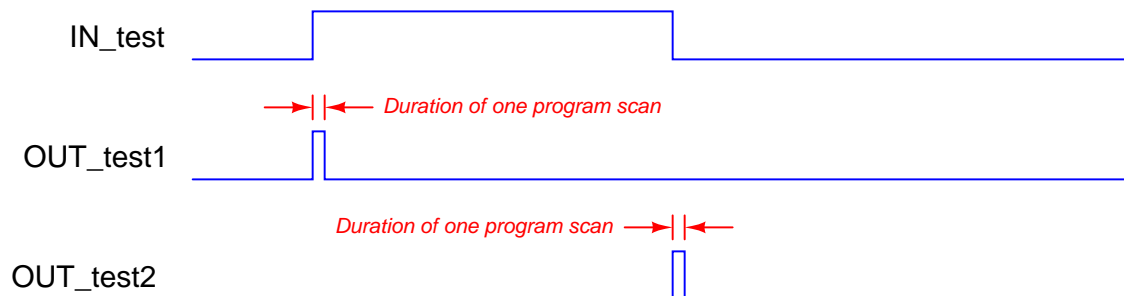 IN_test
Duration of one program scan
OUT_test1
Duration of one program scan
OUT_test2